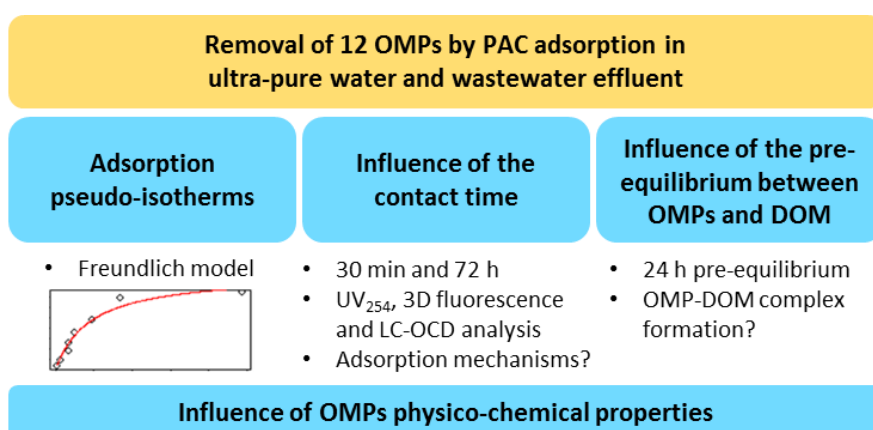 Removal of 12 OMPs by PAC adsorption in
ultra-pure water and wastewater effluent
Adsorption
pseudo-isotherms
• Freundlich model
Influence of the
contact time
• 30 min and 72 h
• UV₂₅₄, 3D fluorescence
and LC-OCD analysis
• Adsorption mechanisms?
Influence of the pre-
equilibrium between
OMPs and DOM
• 24 h pre-equilibrium
• OMP-DOM complex
formation?
Influence of OMPs physico-chemical properties